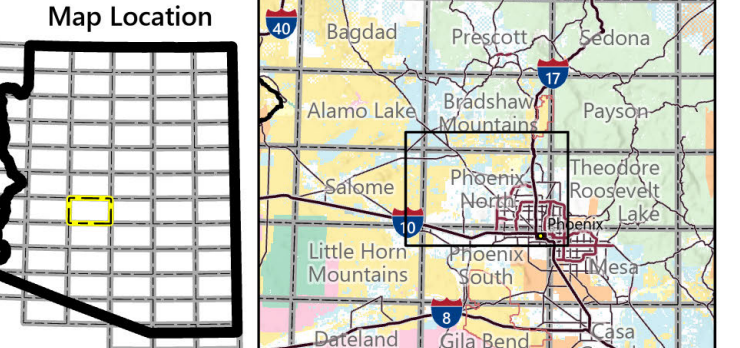 Map Location
40
Bagdad
Prescott
Sedona
17
Alamo Lake
Bradshaw
Mountains
Payson
Salome
Phoenix
North
Theodore
Roosevelt
Lake
10
Phoenix
Little Horn
Mountains
Phoenix
South
Mesa
8
Dateland
Gila Bend
Casa